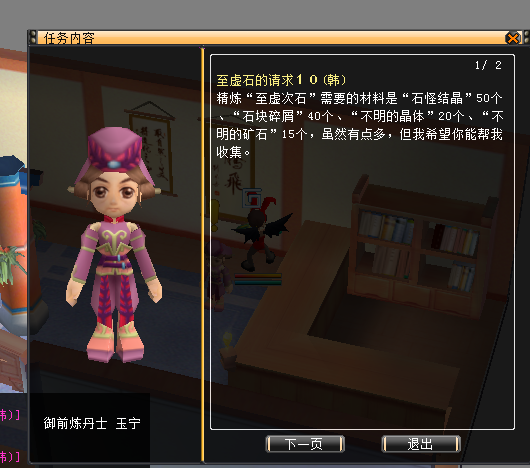 任务内容
1/ 2
至虚石的请求１０(韩)
精炼“至虚次石”需要的材料是“石怪结晶”50个
、“石块碎屑”40个、“不明的晶体”20个、“不
明的矿石”15个，虽然有点多，但我希望你能帮我
收集。
韩)]
御前炼丹士 玉宁
下一页
退出
韩)]